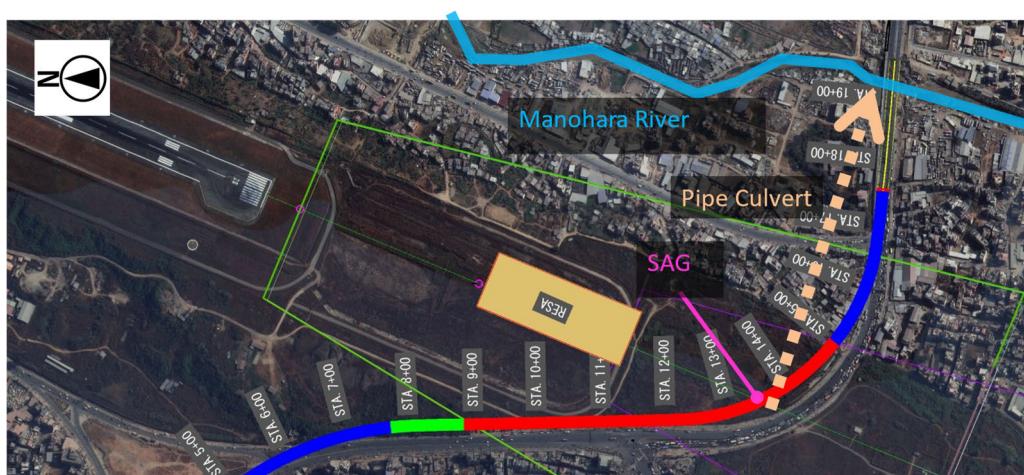 N
STA. 19+00
Manohara River
STA. 18+00
Pipe Culvert
STA. 17+00
SAG
STA. 16+00
RESA
STA. 15+00
STA. 14+00
STA. 13+00
STA. 12+00
STA. 11+
STA. 10+00
STA. 9+00
STA. 8+00
STA. 7+00
STA. 6+00
STA. 5+00